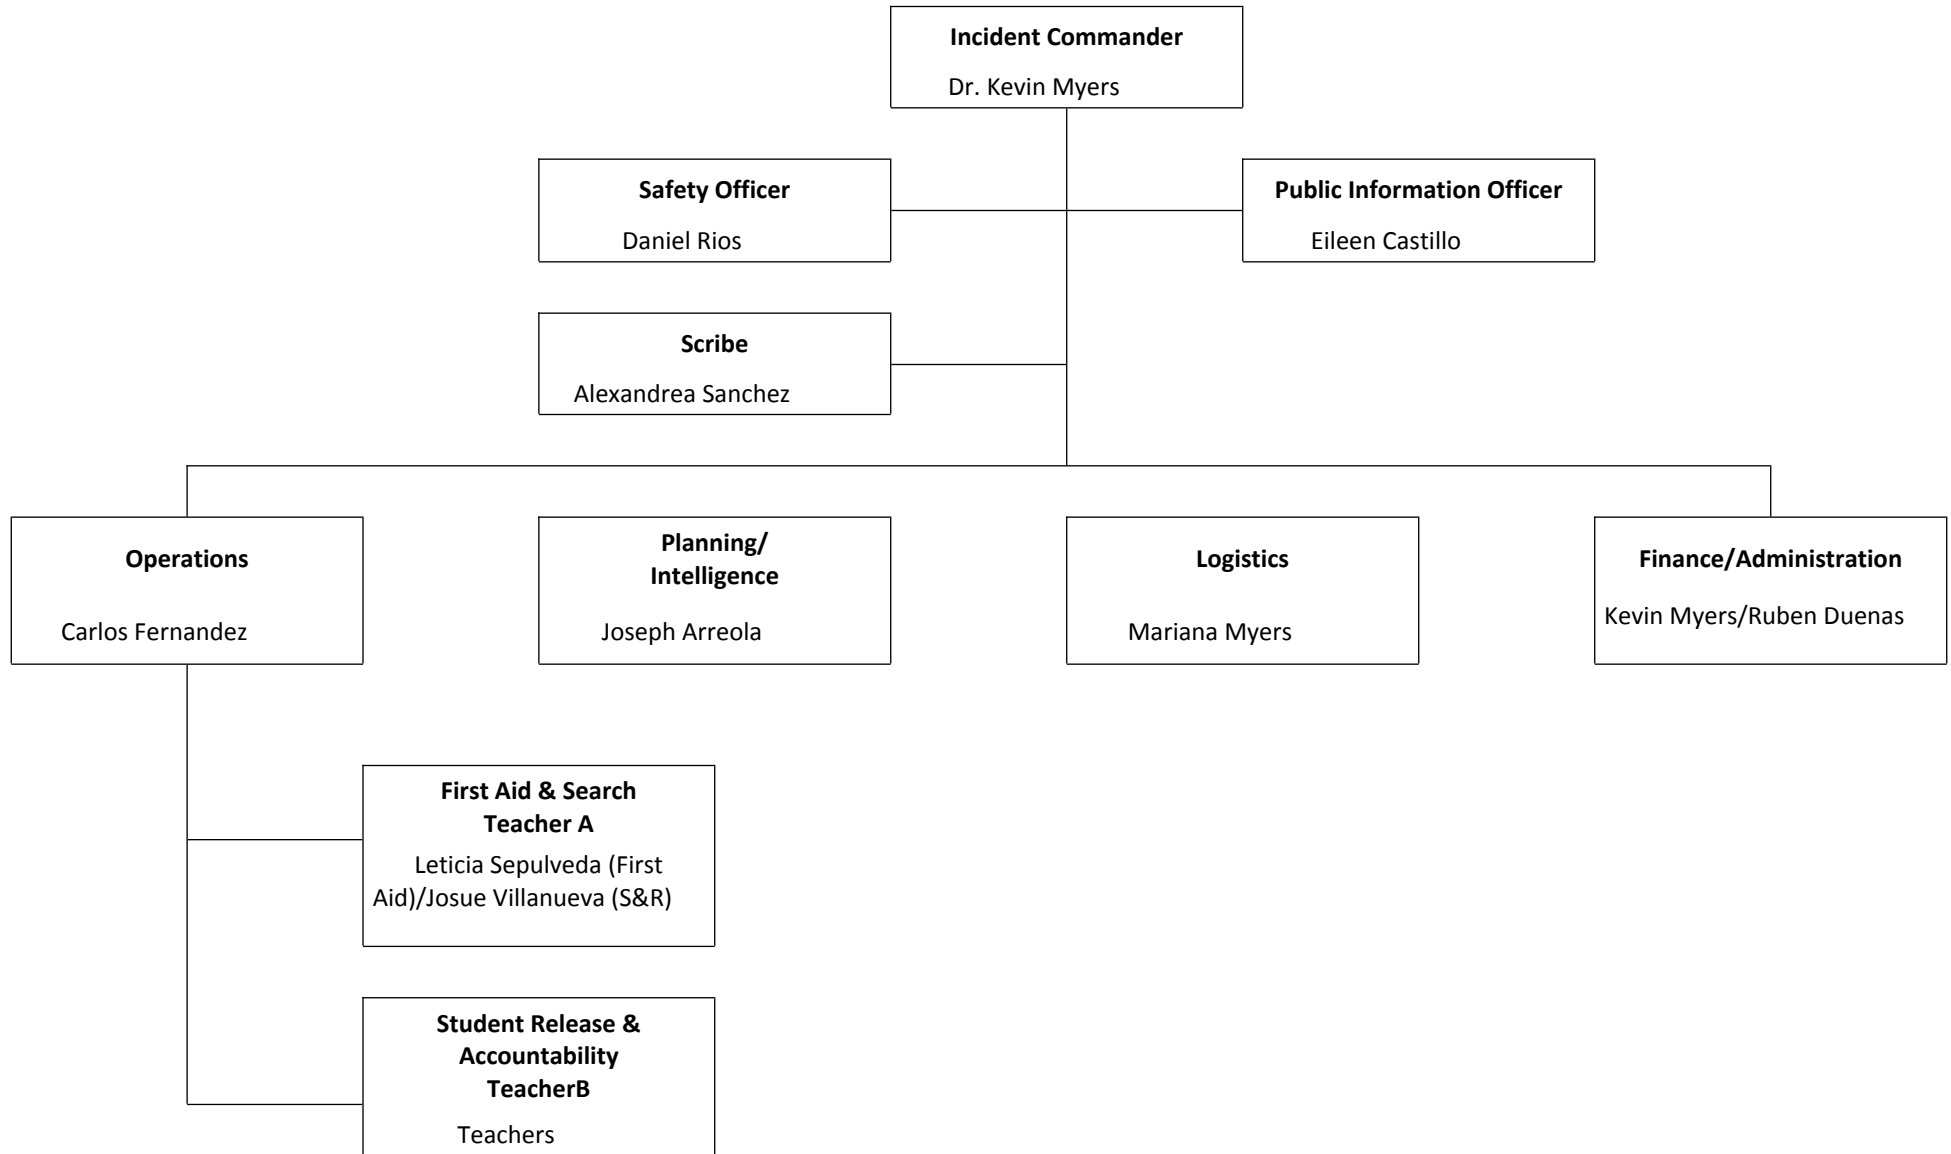 Incident Commander
Dr. Kevin Myers
Safety Officer
Daniel Rios
Public Information Officer
Eileen Castillo
Scribe
Alexandrea Sanchez
Operations
Carlos Fernandez
Planning/
Intelligence
Joseph Arreola
Logistics
Mariana Myers
Finance/Administration
Kevin Myers/Ruben Duenas
First Aid & Search
Teacher A
Leticia Sepulveda (First
Aid)/Josue Villanueva (S&R)
Student Release &
Accountability
TeacherB
Teachers